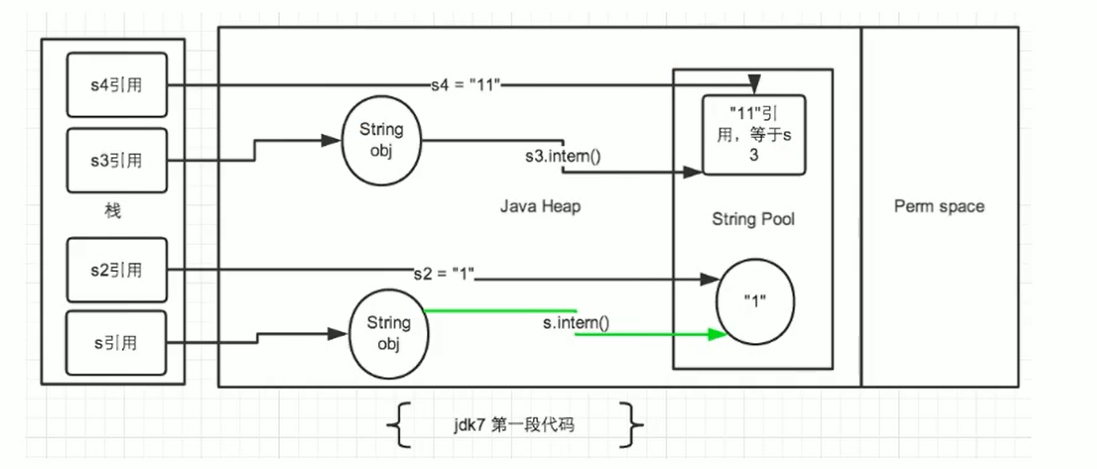 s4引用
s4 = "11"
"11"引
用，等于s
3
s3引用
String
obj
s3.intern()
栈
Java Heap
String Pool
Perm space
s2引用
s2 = "1"
"1"
s引用
String
obj
s.intern()
jdk7 第一段代码